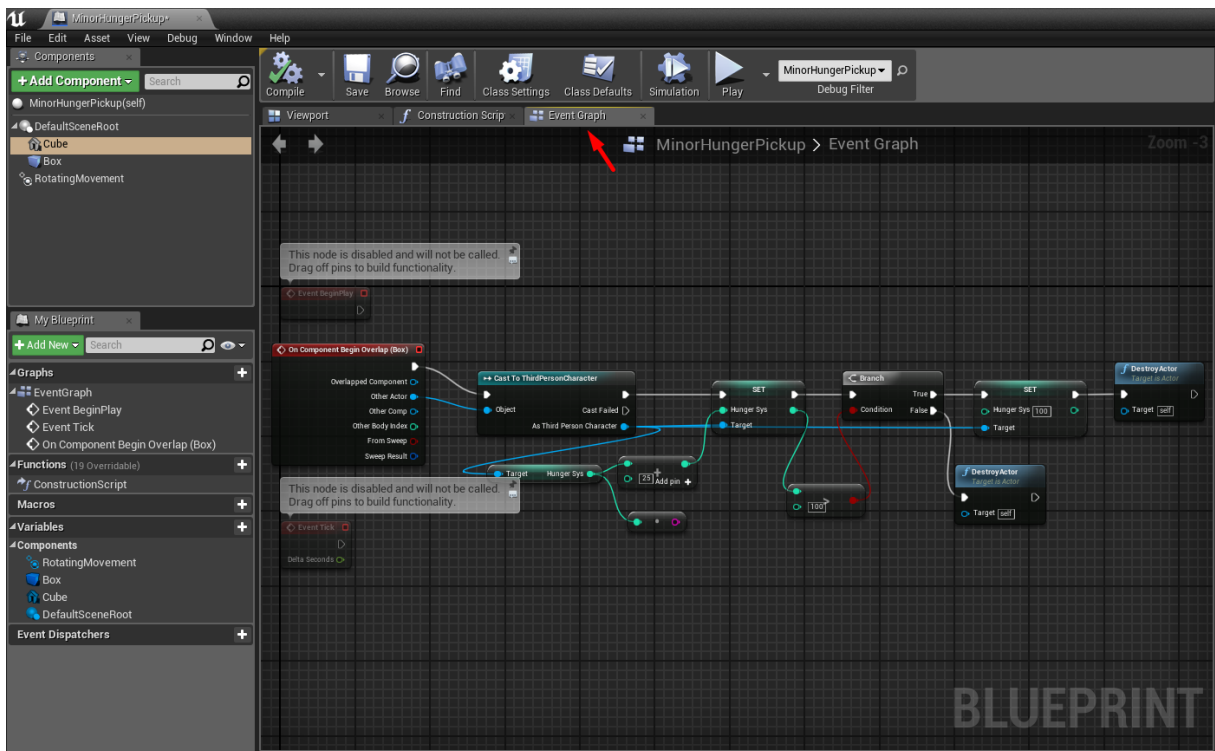 MinorHungerPickup*
File Edit Asset View Debug Window Help
Components
+Add Component
Search
MinorHungerPickup(self)
DefaultSceneRoot
Cube
Box
RotatingMovement
Compile
Save
Browse
Find
Class Settings
Class Defaults
Simulation
Play
MinorHungerPickup
Debug Filter
Viewport
Construction Scrip
Event Graph
MinorHungerPickup > Event Graph
Zoom -3
My Blueprint
+Add New
Search
Graphs
EventGraph
Event BeginPlay
Event Tick
On Component Begin Overlap (Box)
Functions (19 Overridable)
ConstructionScript
Macros
Variables
Components
RotatingMovement
Box
Cube
DefaultSceneRoot
Event Dispatchers
This node is disabled and will not be called.
Drag off pins to build functionality.
Event BeginPlay
On Component Begin Overlap (Box)
Overlapped Component
Other Actor
Other Comp
Other Body Index
From Sweep
Sweep Result
Cast To ThirdPersonCharacter
Object
Cast Failed
As Third Person Character
SET
Hunger Sys
Target
Branch
Condition
True
False
SET
Hunger Sys 100
Target
DestroyActor
Target is Actor
Target self
Target Hunger Sys
+
25 Add pin +
>
100
DestroyActor
Target is Actor
Target self
This node is disabled and will not be called.
Drag off pins to build functionality.
Event Tick
Delta Seconds
BLUEPRINT